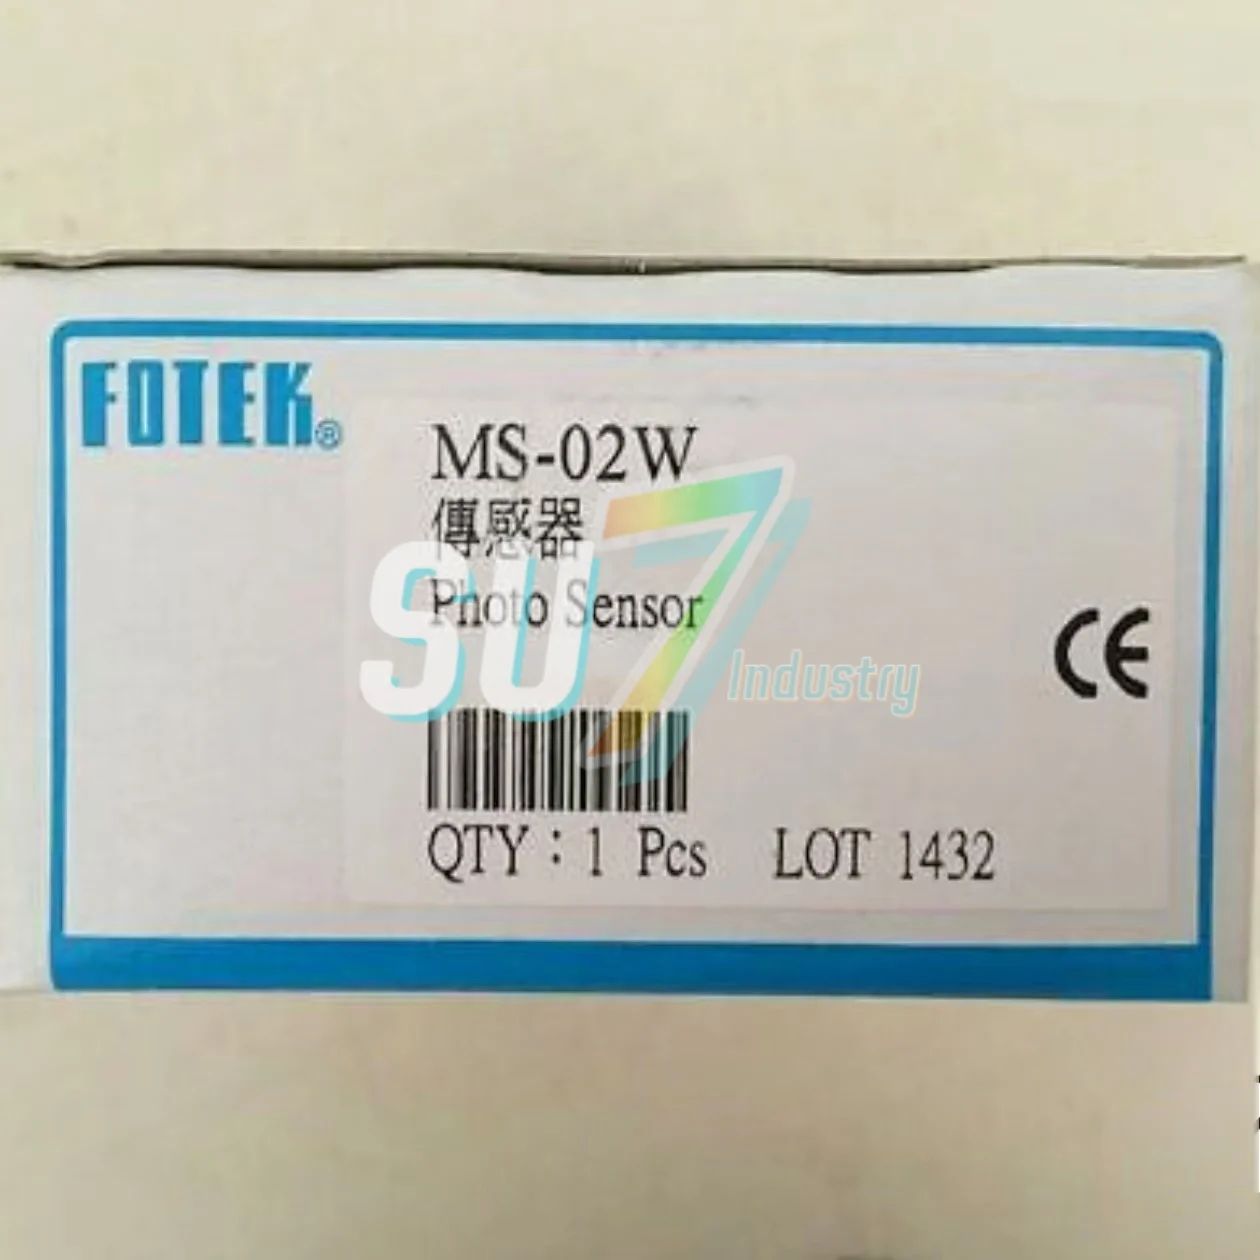 FOTEK®
MS-02W
傳感器
Photo Sensor
SU7 Industry
CE
QTY：1 Pcs LOT 1432